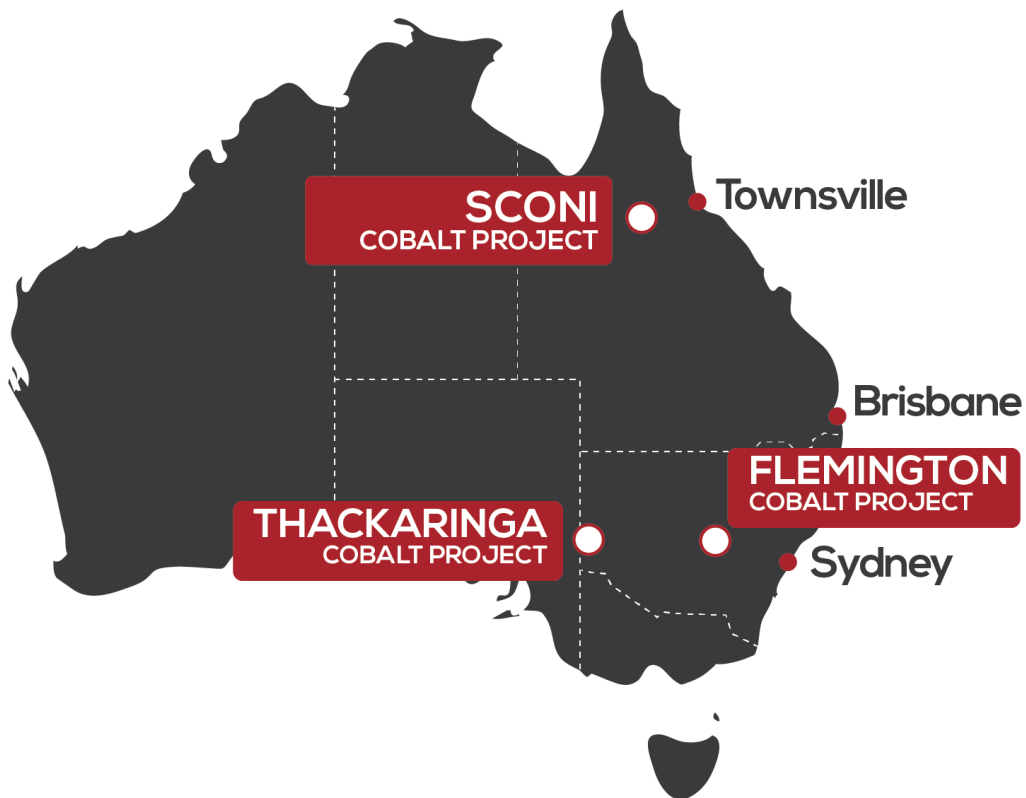 SCONI
COBALT PROJECT
Townsville
Brisbane
FLEMINGTON
COBALT PROJECT
THACKARINGA
COBALT PROJECT
Sydney